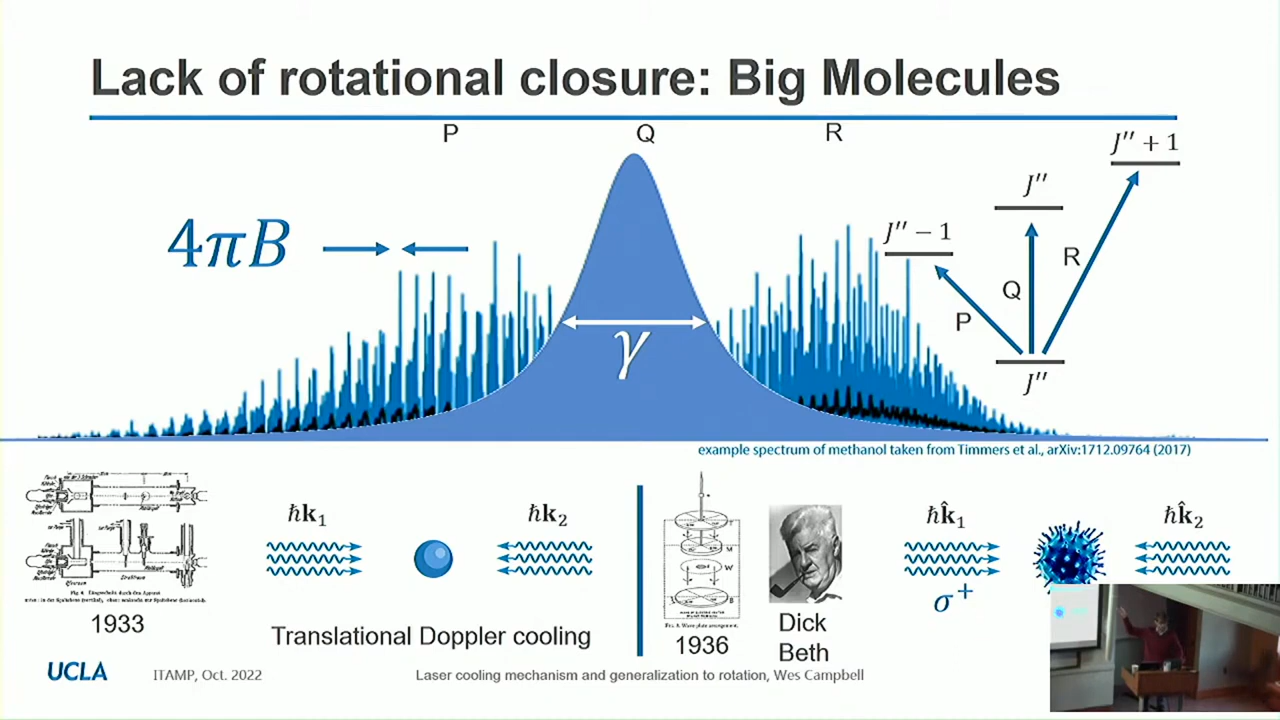 Lack of rotational closure: Big Molecules
P Q R
J″ + 1
J″
J″ − 1
4πB
R
Q
P
γ
J″
example spectrum of methanol taken from Timmers et al., arXiv:1712.09764 (2017)
ħk₁ ħk₂
ħk̂₁ ħk̂₂
σ⁺
1933
Translational Doppler cooling
1936
Dick
Beth
UCLA
ITAMP, Oct. 2022
Laser cooling mechanism and generalization to rotation, Wes Campbell